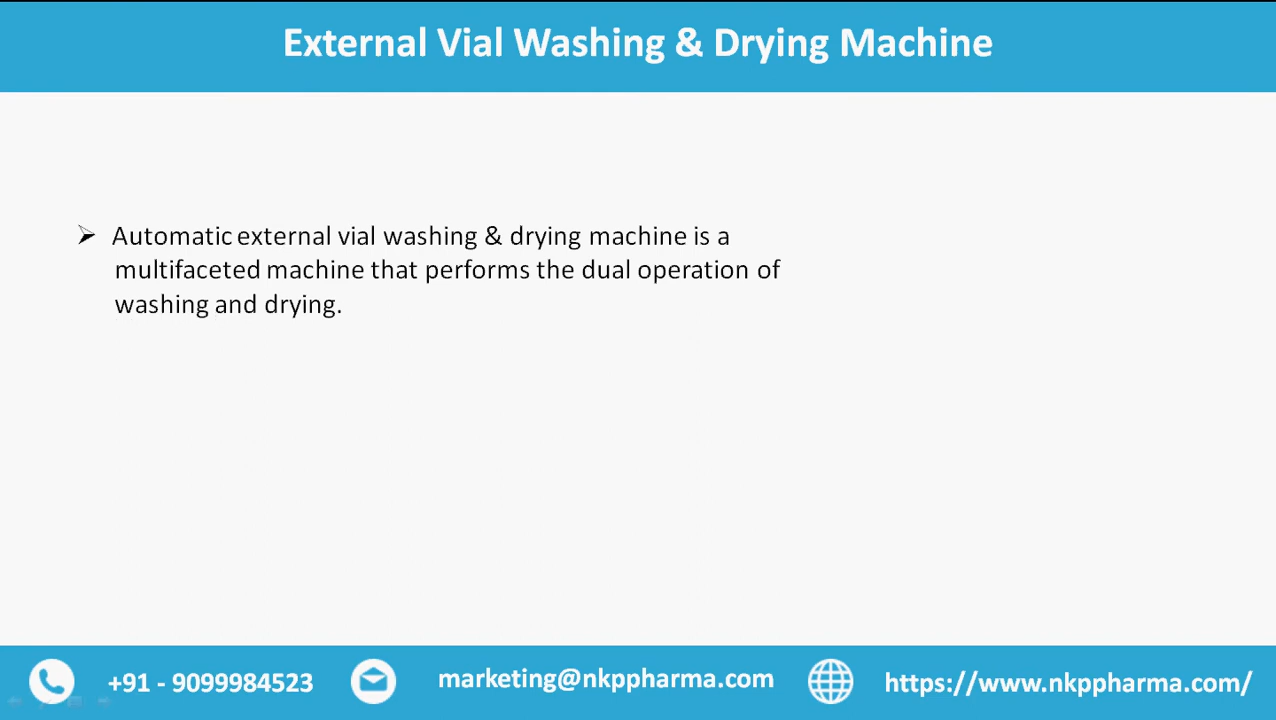 External Vial Washing & Drying Machine
➢ Automatic external vial washing & drying machine is a
multifaceted machine that performs the dual operation of
washing and drying.
+91 - 9099984523
marketing@nkppharma.com
https://www.nkppharma.com/